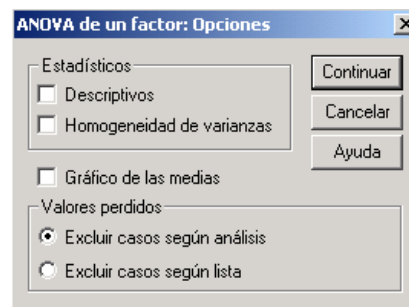 ANOVA de un factor: Opciones
Estadísticos
Descriptivos
Homogeneidad de varianzas
Gráfico de las medias
Valores perdidos
Excluir casos según análisis
Excluir casos según lista
Continuar
Cancelar
Ayuda